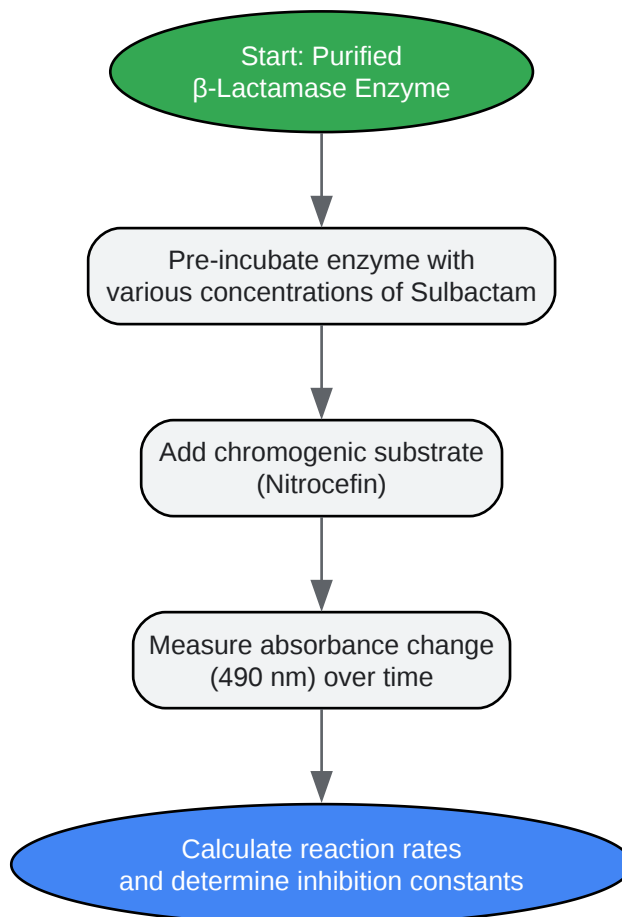 Start: Purified
β-Lactamase Enzyme
Pre-incubate enzyme with
various concentrations of Sulbactam
Add chromogenic substrate
(Nitrocefin)
Measure absorbance change
(490 nm) over time
Calculate reaction rates
and determine inhibition constants